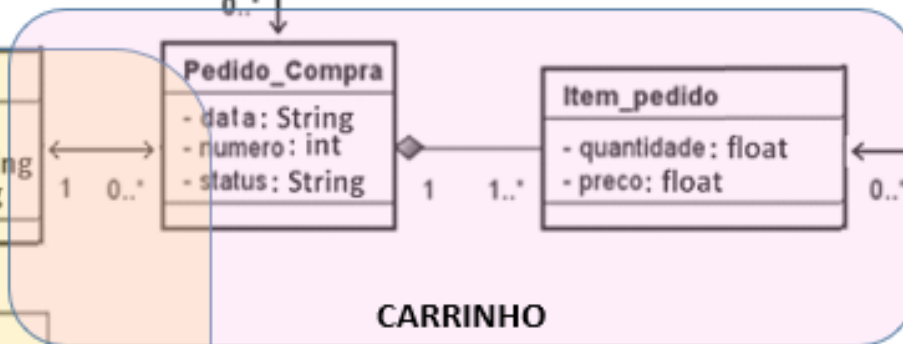 0..*
Pedido_Compra
- data: String
- numero: int
- status: String
ng
1
0..*
1
1..*
Item_pedido
- quantidade: float
- preco: float
0..*
CARRINHO